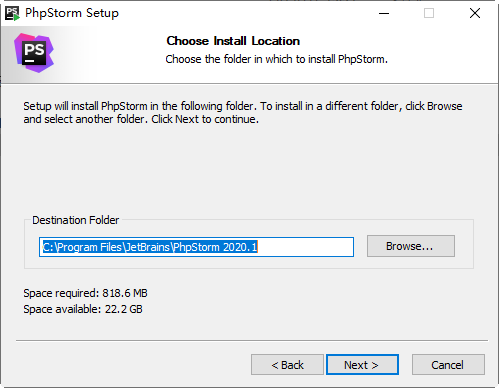 PhpStorm Setup
PS
Choose Install Location
Choose the folder in which to install PhpStorm.
Setup will install PhpStorm in the following folder. To install in a different folder, click Browse
and select another folder. Click Next to continue.
Destination Folder
C:\Program Files\JetBrains\PhpStorm 2020.1
Browse...
Space required: 818.6 MB
Space available: 22.2 GB
< Back
Next >
Cancel